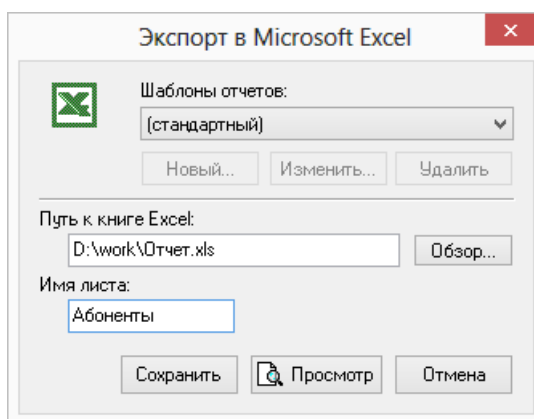 Экспорт в Microsoft Excel
Шаблоны отчетов:
(стандартный)
Новый... Изменить... Удалить
Путь к книге Excel:
D:\work\Отчет.xls Обзор...
Имя листа:
Абоненты
Сохранить Просмотр Отмена